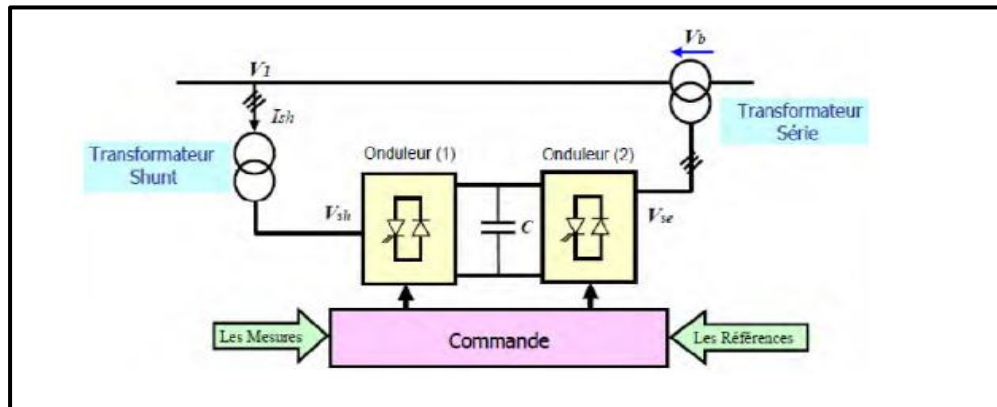 Vb
V1
Ish
Transformateur
Série
Transformateur
Shunt
Onduleur (1)
Onduleur (2)
Vsh
C
Vse
Les Mesures
Commande
Les Références